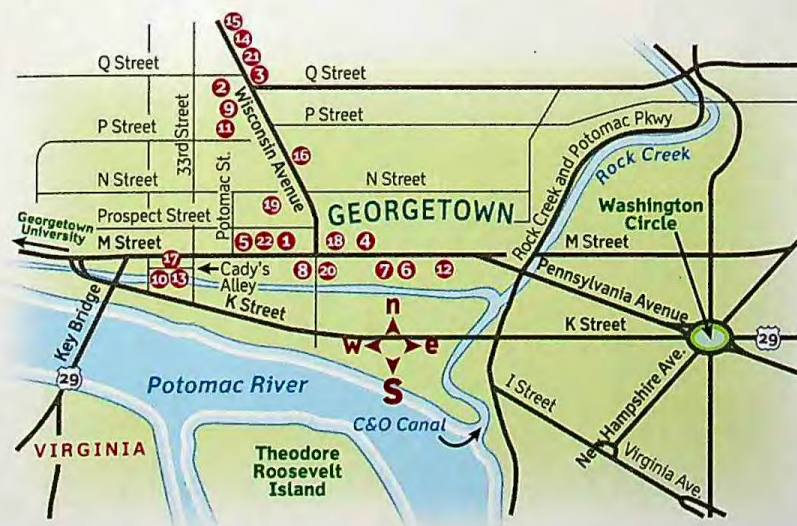 15
14
21
Q Street
3
Q Street
2
9
P Street
11
33rd Street
Potomac St.
Wisconsin Avenue
P Street
16
N Street
N Street
19
Prospect Street
GEORGETOWN
Rock Creek and Potomac Pkwy
Rock Creek
Washington
Circle
Georgetown
University
M Street
5
22
1
18
4
M Street
17
10
13
Cady's
Alley
8
20
7
6
12
Pennsylvania Avenue
K Street
n
w
e
S
K Street
29
Key Bridge
29
Potomac River
C&O Canal
I Street
New Hampshire Ave.
Virginia Ave.
VIRGINIA
Theodore
Roosevelt
Island